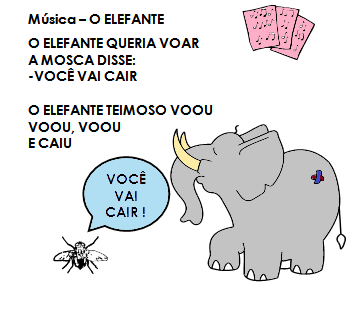 Música – O ELEFANTE
O ELEFANTE QUERIA VOAR
A MOSCA DISSE:
-VOCÊ VAI CAIR
O ELEFANTE TEIMOSO VOOU
VOOU, VOOU
E CAIU
VOCÊ
VAI
CAIR !